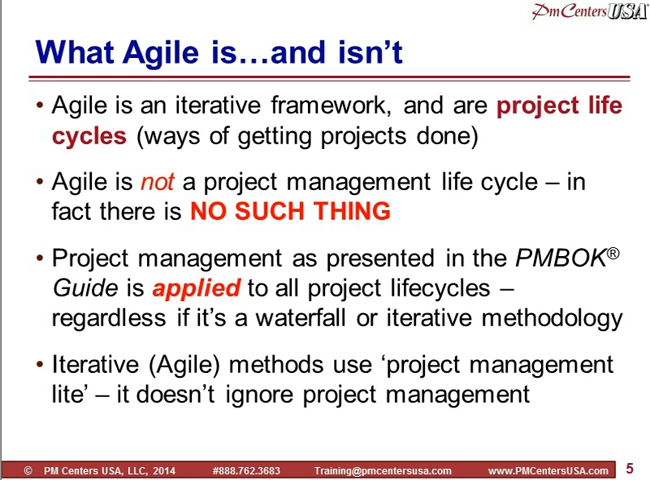 PmCenters USA
What Agile is…and isn’t
• Agile is an iterative framework, and are project life
cycles (ways of getting projects done)
• Agile is not a project management life cycle – in
fact there is NO SUCH THING
• Project management as presented in the PMBOK®
Guide is applied to all project lifecycles –
regardless if it’s a waterfall or iterative methodology
• Iterative (Agile) methods use ‘project management
lite’ – it doesn’t ignore project management
© PM Centers USA, LLC, 2014 #888.762.3683 Training@pmcentersusa.com www.PMCentersUSA.com 5